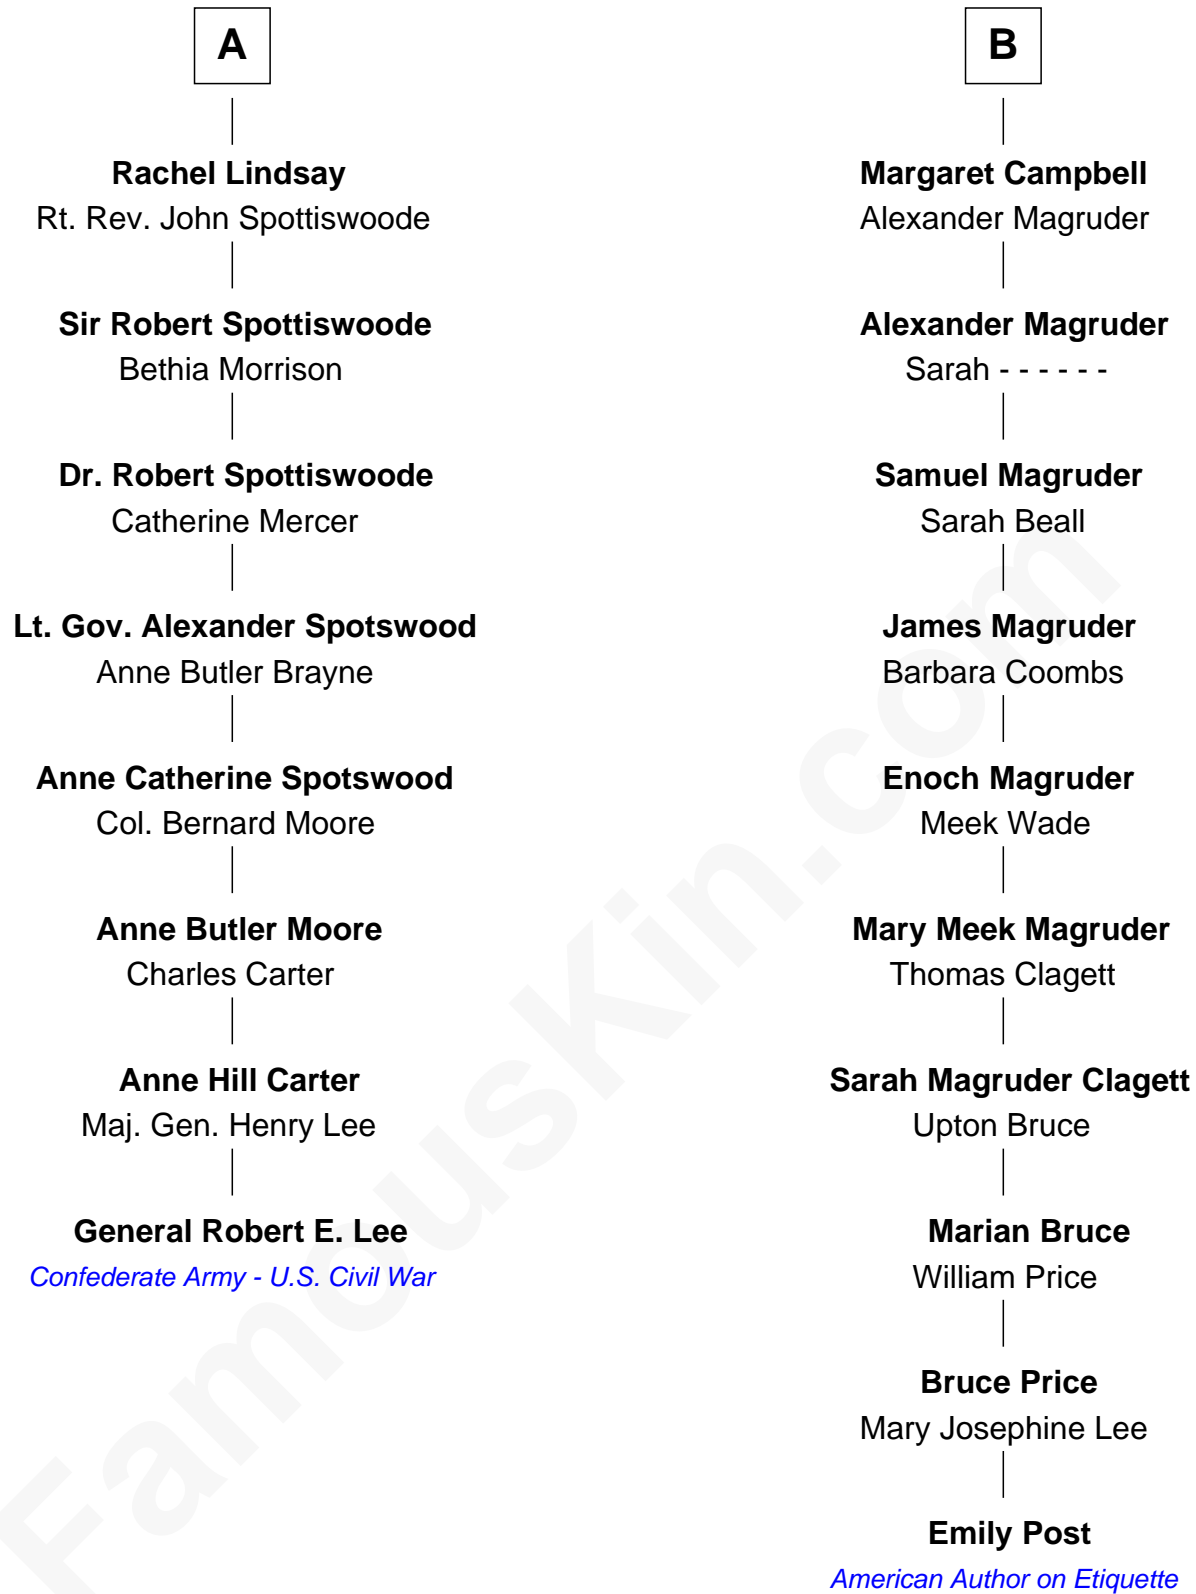 A
Rachel Lindsay
Rt. Rev. John Spottiswoode
Sir Robert Spottiswoode
Bethia Morrison
Dr. Robert Spottiswoode
Catherine Mercer
Lt. Gov. Alexander Spotswood
Anne Butler Brayne
Anne Catherine Spotswood
Col. Bernard Moore
Anne Butler Moore
Charles Carter
Anne Hill Carter
Maj. Gen. Henry Lee
General Robert E. Lee
Confederate Army - U.S. Civil War
B
Margaret Campbell
Alexander Magruder
Alexander Magruder
Sarah - - - - - -
Samuel Magruder
Sarah Beall
James Magruder
Barbara Coombs
Enoch Magruder
Meek Wade
Mary Meek Magruder
Thomas Clagett
Sarah Magruder Clagett
Upton Bruce
Marian Bruce
William Price
Bruce Price
Mary Josephine Lee
Emily Post
American Author on Etiquette
FamousKin.com